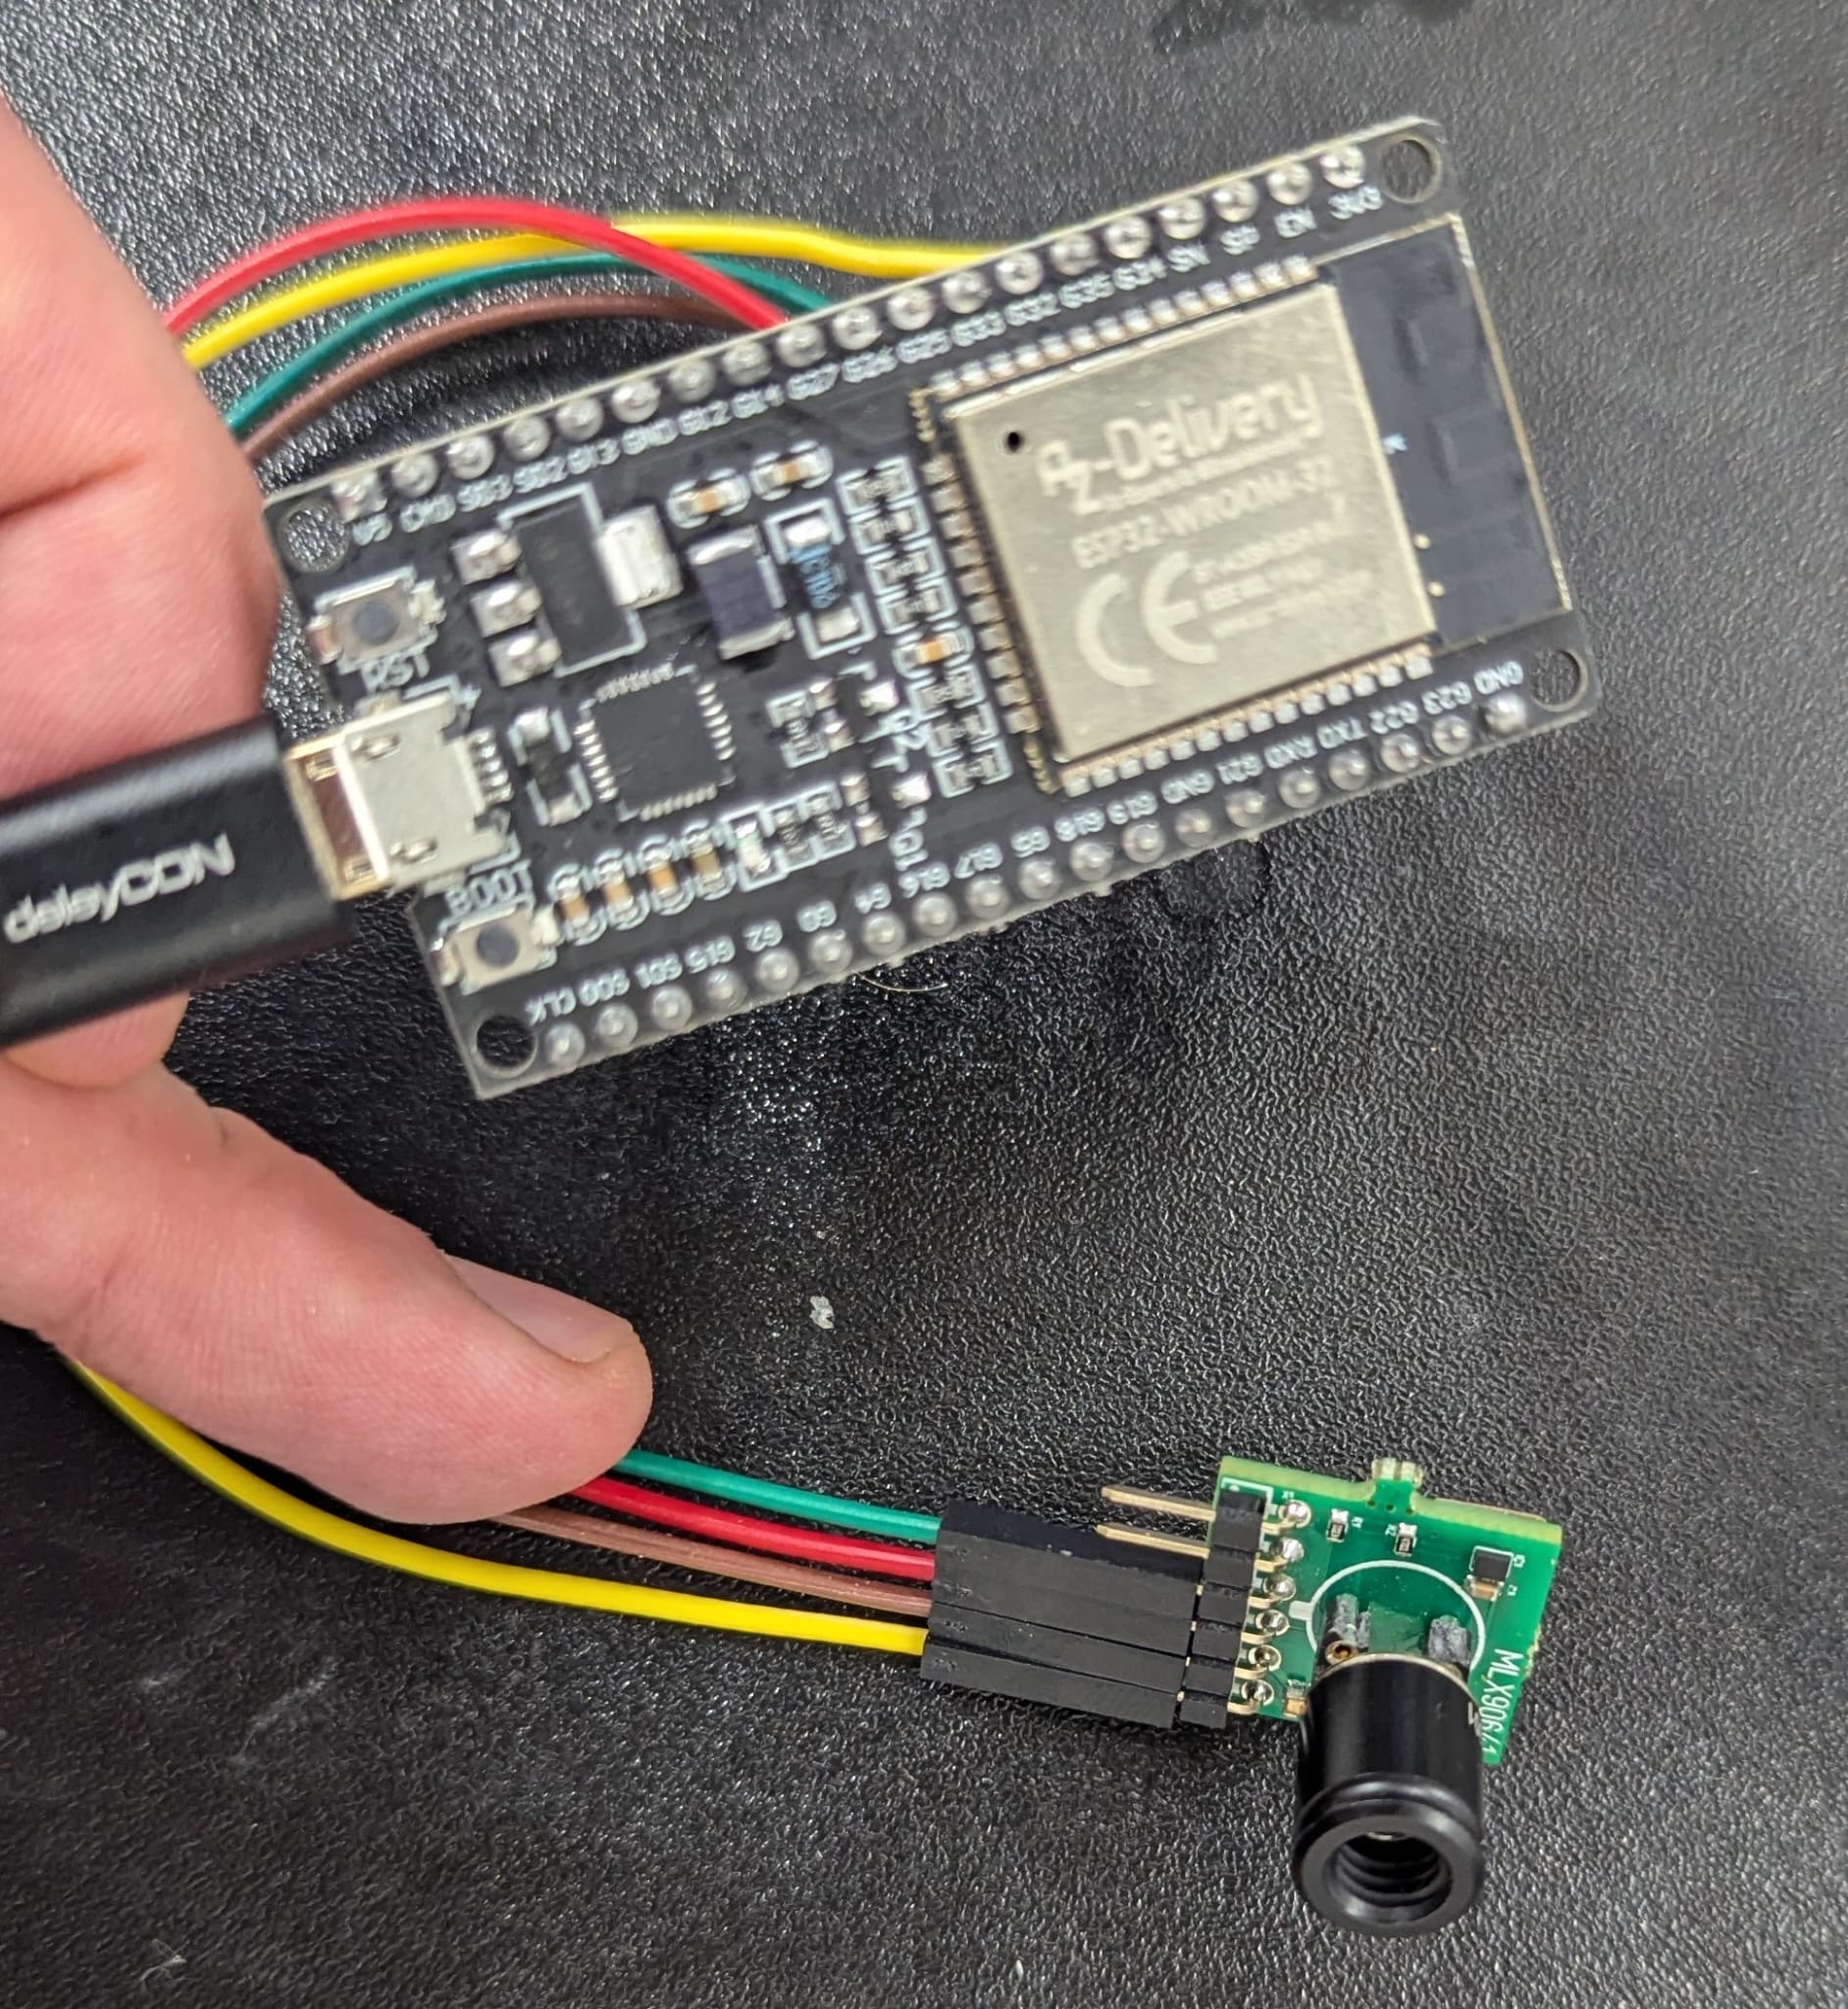 3V3
EN
SP
SN
G34
G35
G32
G33
G25
G26
G27
G14
G12
GND
G13
SD2
SD3
CMD
V5
AZ-Delivery
ESP32-WROOM-32
CE
RST
delayCON
BOOT
GND
G23
G22
TXD
RXD
G21
GND
G19
G18
G5
G17
G16
G4
G0
G2
G15
SD1
SD0
CLK
MLX90641